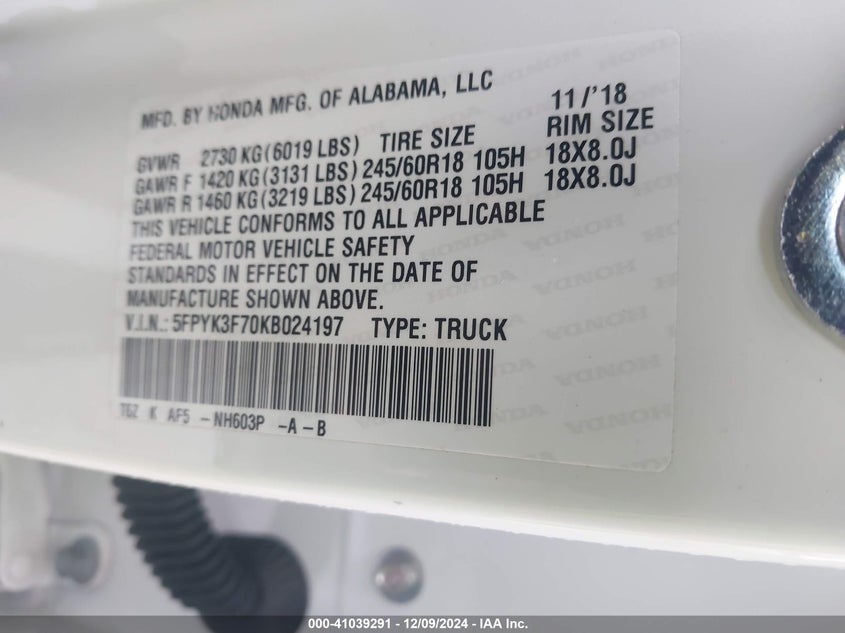 MFD. BY HONDA MFG. OF ALABAMA, LLC 11/'18
GVWR 2730 KG(6019 LBS) TIRE SIZE RIM SIZE
GAWR F 1420 KG(3131 LBS) 245/60R18 105H 18X8.0J
GAWR R 1460 KG(3219 LBS) 245/60R18 105H 18X8.0J
THIS VEHICLE CONFORMS TO ALL APPLICABLE
FEDERAL MOTOR VEHICLE SAFETY
STANDARDS IN EFFECT ON THE DATE OF
MANUFACTURE SHOWN ABOVE.
V.I.N.: 5FPYK3F70KB024197 TYPE: TRUCK
TGZ K AF5 -NH603P -A-B
HONDA
000-41039291 - 12/09/2024 - IAA Inc.